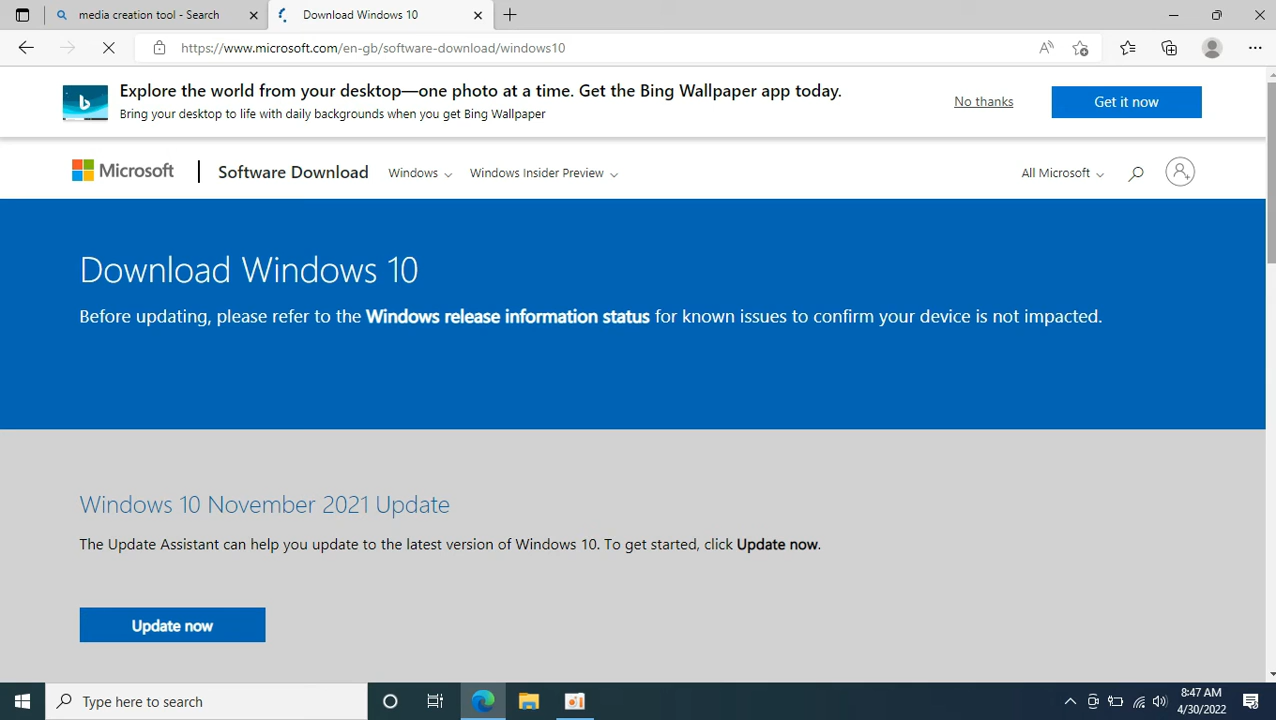 media creation tool - Search
Download Windows 10
https://www.microsoft.com/en-gb/software-download/windows10
Explore the world from your desktop—one photo at a time. Get the Bing Wallpaper app today.
Bring your desktop to life with daily backgrounds when you get Bing Wallpaper
No thanks
Get it now
Microsoft
Software Download
Windows
Windows Insider Preview
All Microsoft
Download Windows 10
Before updating, please refer to the Windows release information status for known issues to confirm your device is not impacted.
Windows 10 November 2021 Update
The Update Assistant can help you update to the latest version of Windows 10. To get started, click Update now.
Update now
Type here to search
8:47 AM
4/30/2022